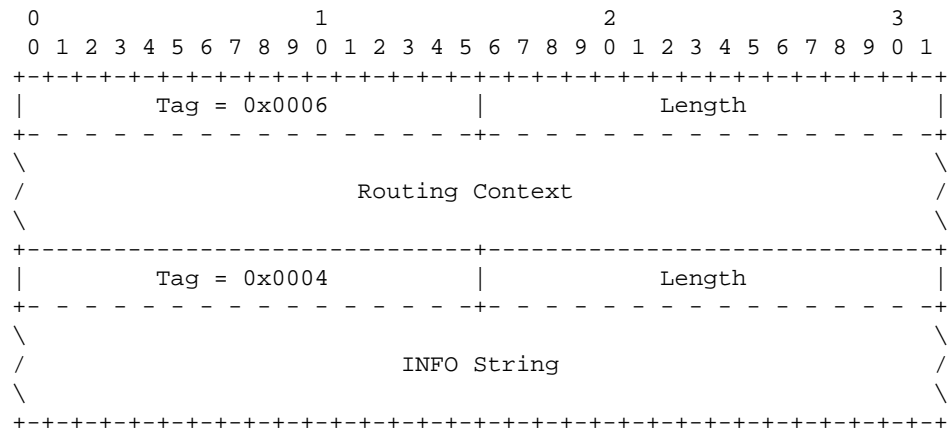 0                   1                   2                   3
 0 1 2 3 4 5 6 7 8 9 0 1 2 3 4 5 6 7 8 9 0 1 2 3 4 5 6 7 8 9 0 1
+-+-+-+-+-+-+-+-+-+-+-+-+-+-+-+-+-+-+-+-+-+-+-+-+-+-+-+-+-+-+-+-+
|         Tag = 0x0006          |            Length             |
+- - - - - - - - - - - - - - - -+- - - - - - - - - - - - - - - -+
\                                                               \
/                       Routing Context                         /
\                                                               \
+-------------------------------+-------------------------------+
|         Tag = 0x0004          |            Length             |
+- - - - - - - - - - - - - - - -+- - - - - - - - - - - - - - - -+
\                                                               \
/                          INFO String                          /
\                                                               \
+-+-+-+-+-+-+-+-+-+-+-+-+-+-+-+-+-+-+-+-+-+-+-+-+-+-+-+-+-+-+-+-+